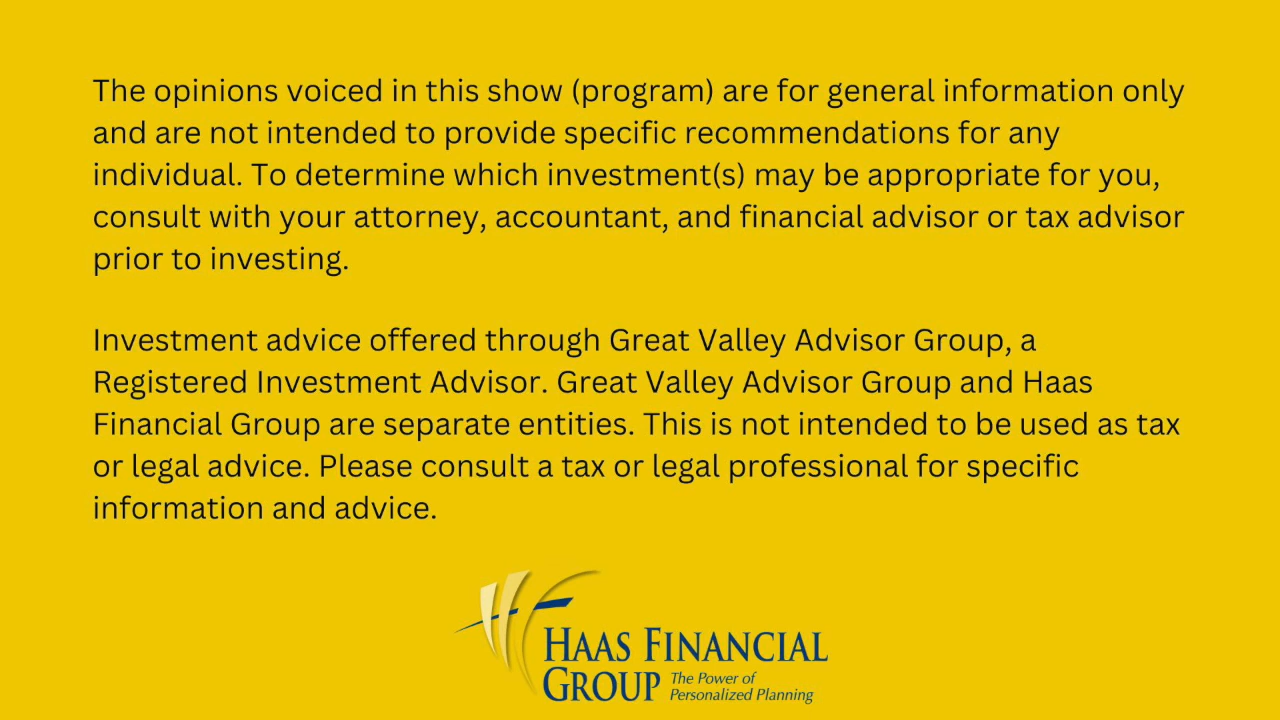 The opinions voiced in this show (program) are for general information only
and are not intended to provide specific recommendations for any
individual. To determine which investment(s) may be appropriate for you,
consult with your attorney, accountant, and financial advisor or tax advisor
prior to investing.
Investment advice offered through Great Valley Advisor Group, a
Registered Investment Advisor. Great Valley Advisor Group and Haas
Financial Group are separate entities. This is not intended to be used as tax
or legal advice. Please consult a tax or legal professional for specific
information and advice.
HAAS FINANCIAL
GROUP
The Power of
Personalized Planning